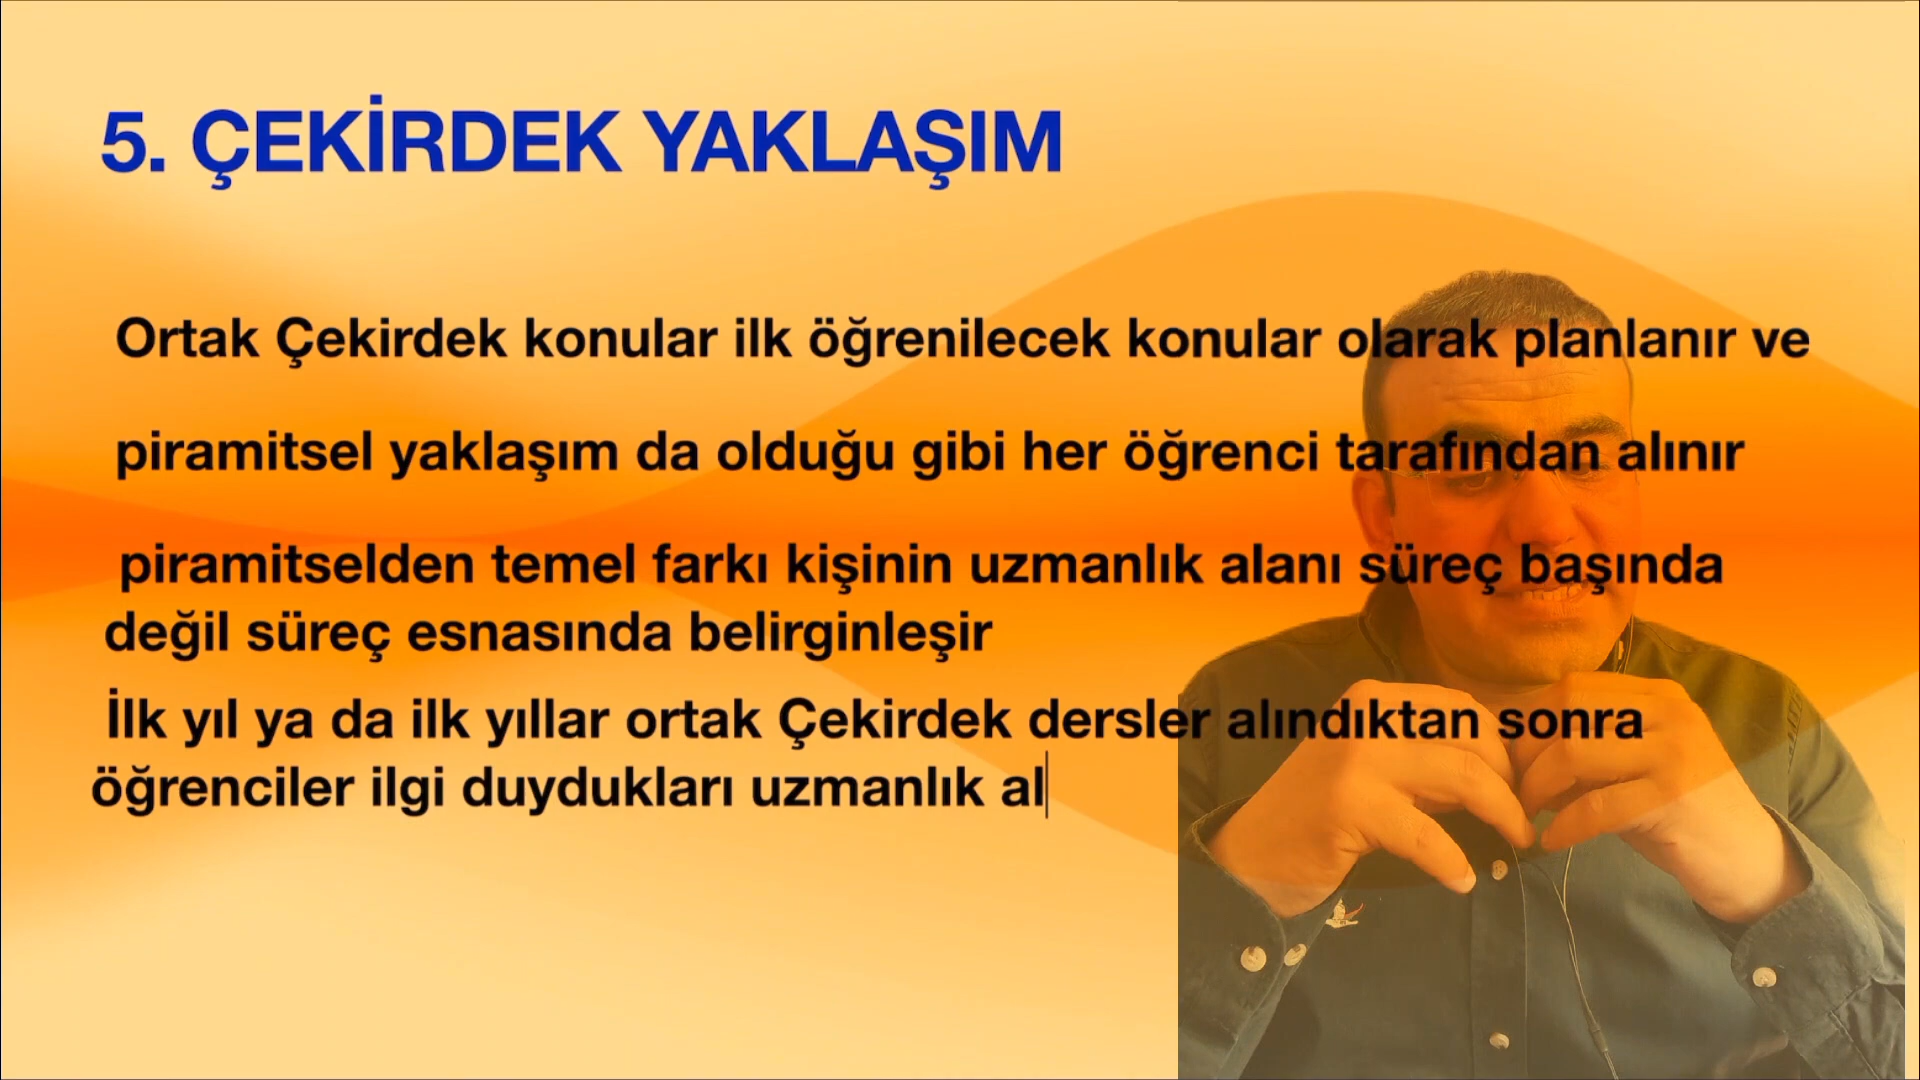 5. ÇEKİRDEK YAKLAŞIM
Ortak Çekirdek konular ilk öğrenilecek konular olarak planlanır ve
piramitsel yaklaşım da olduğu gibi her öğrenci tarafından alınır
piramitselden temel farkı kişinin uzmanlık alanı süreç başında
değil süreç esnasında belirginleşir
İlk yıl ya da ilk yıllar ortak Çekirdek dersler alındıktan sonra
öğrenciler ilgi duydukları uzmanlık al